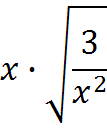 x · √(3/x²)